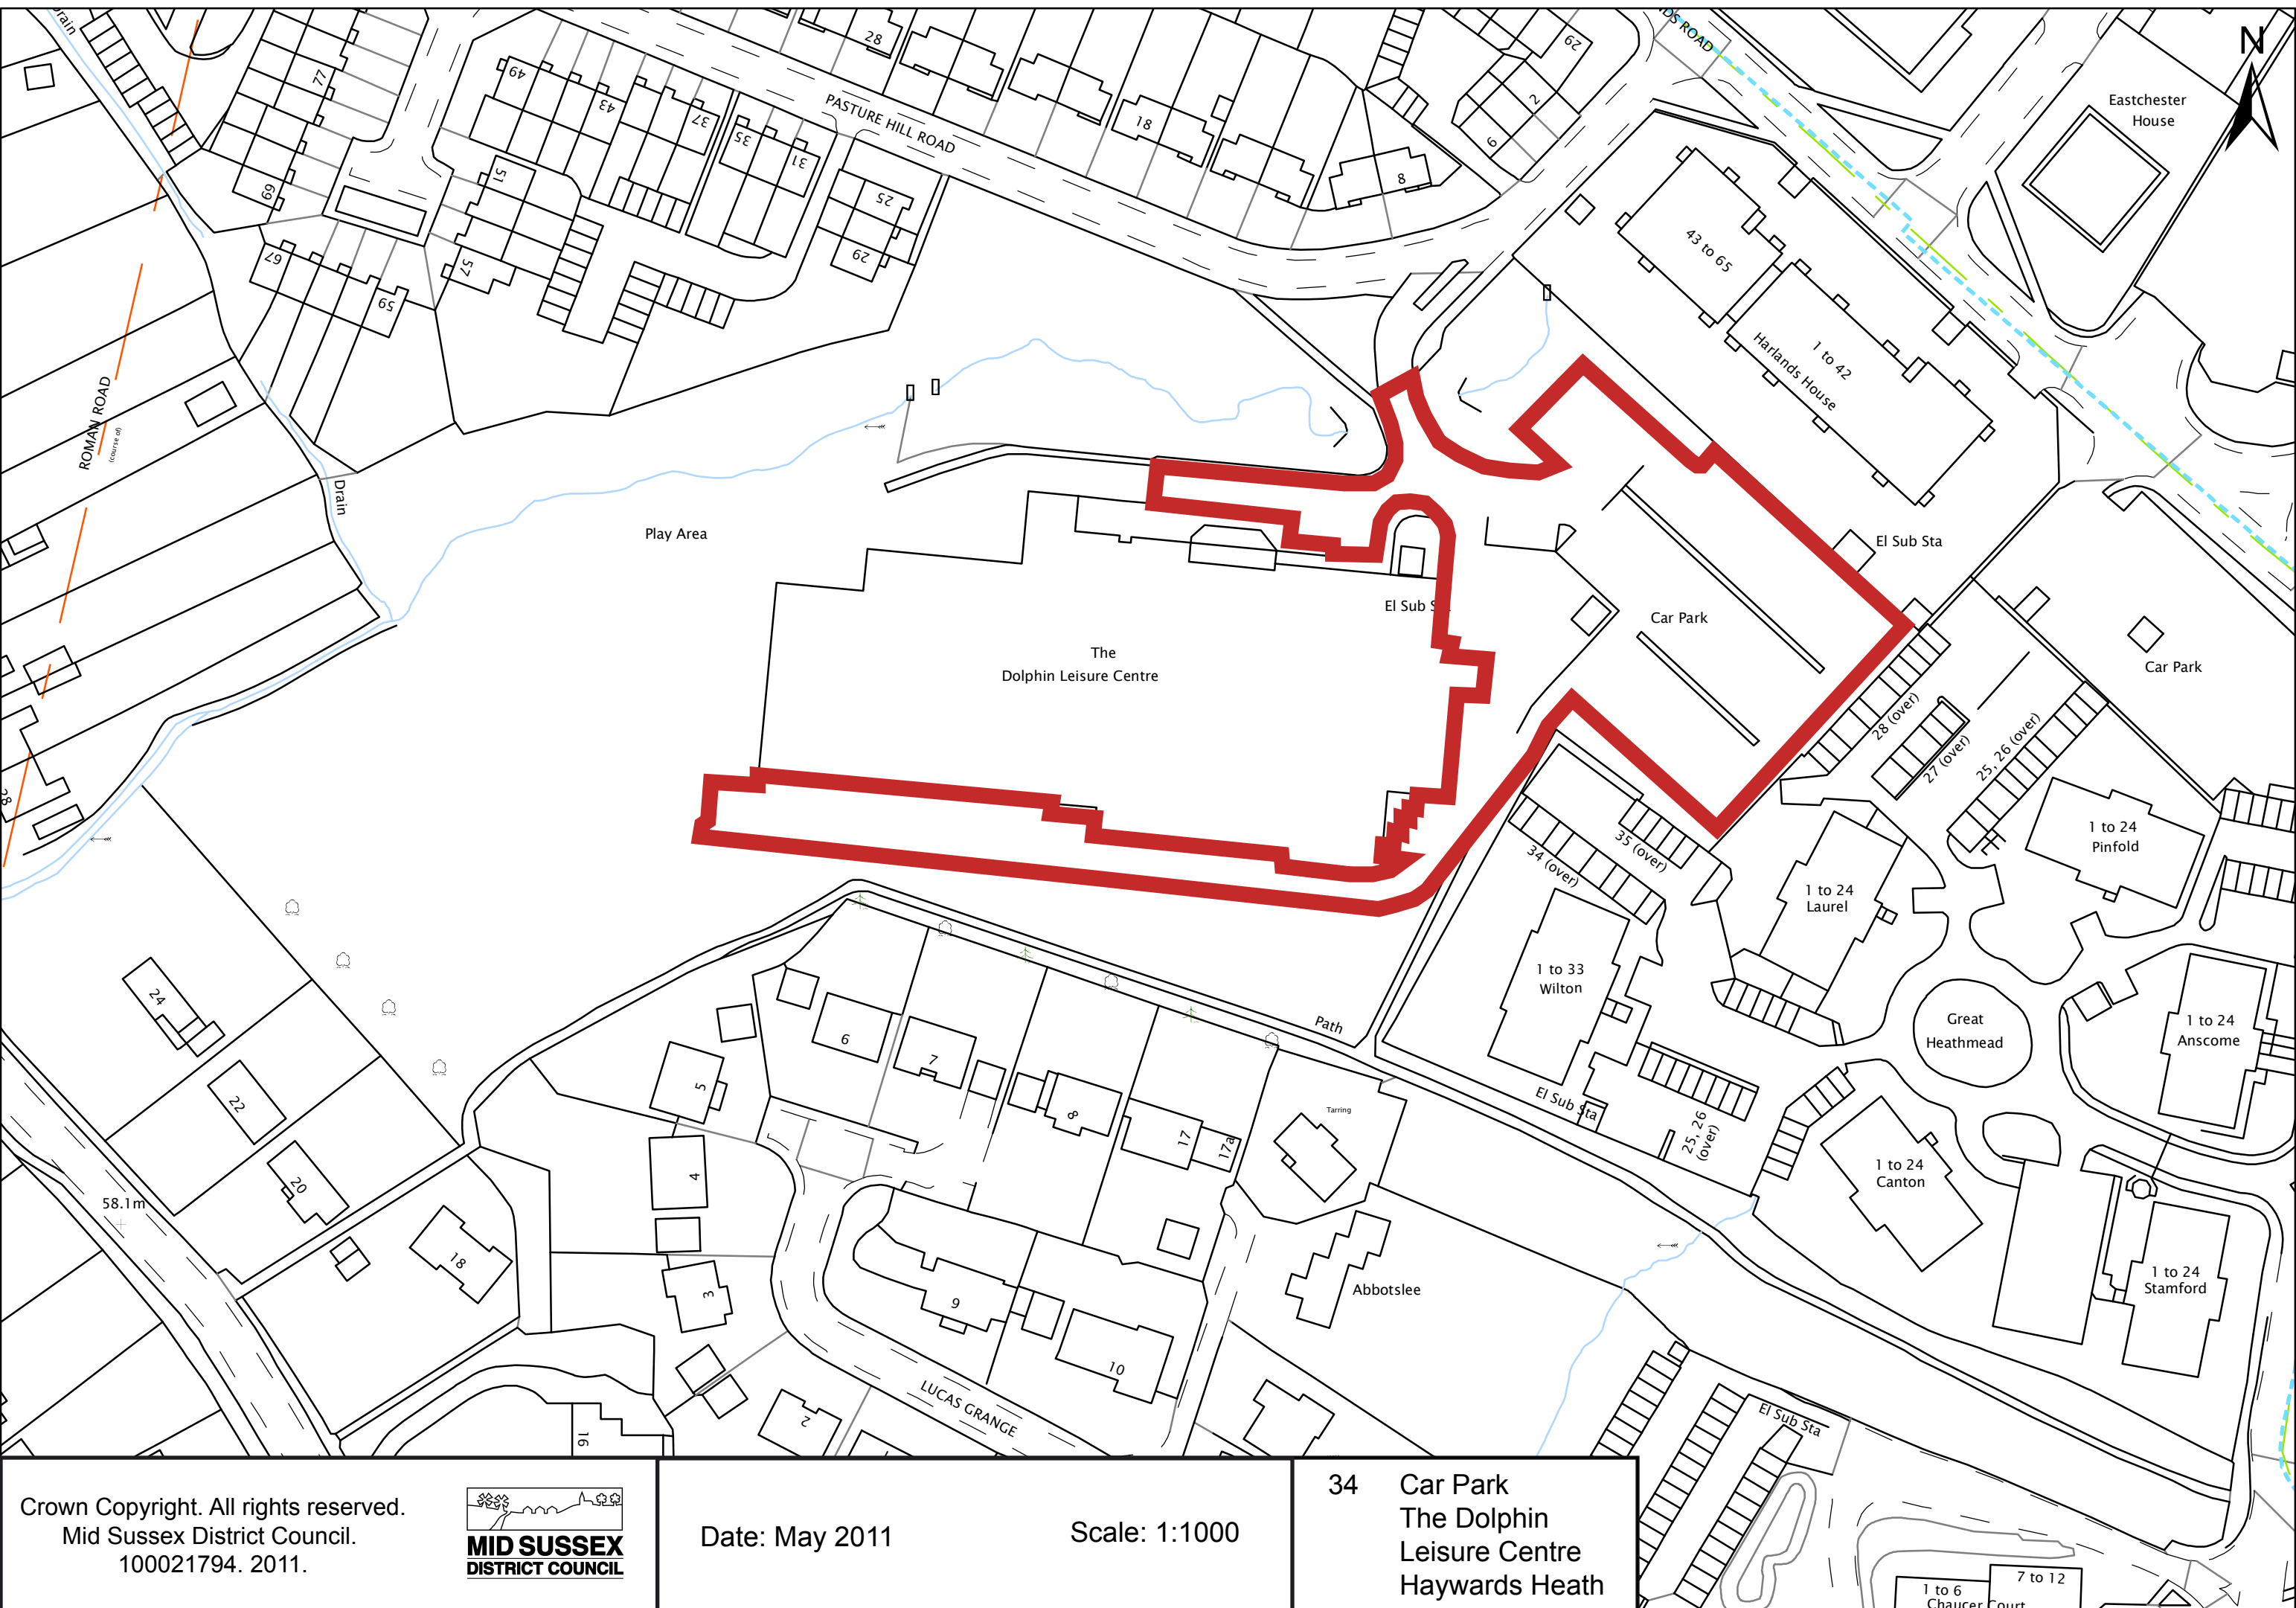 Drain
77
69
67
59
57
51
49
43
37
35
31
25
29
28
PASTURE HILL ROAD
18
8
29
2
6
DS ROAD
N
Eastchester
House
43 to 65
1 to 42
Harlands House
ROMAN ROAD
(course of)
Drain
Play Area
El Sub Sta
Car Park
El Sub S
The
Dolphin Leisure Centre
Car Park
28 (over)
27 (over)
25, 26 (over)
35 (over)
34 (over)
1 to 24
Pinfold
1 to 24
Laurel
1 to 33
Wilton
Great
Heathmead
1 to 24
Anscome
28
24
22
20
18
58.1m
Path
6
7
5
8
4
17
17a
Tarring
El Sub Sta
25, 26
(over)
1 to 24
Canton
3
9
10
Abbotslee
1 to 24
Stamford
LUCAS GRANGE
2
16
El Sub Sta
1 to 6
7 to 12
Chaucer Court
Crown Copyright. All rights reserved.
Mid Sussex District Council.
100021794. 2011.
MID SUSSEX
DISTRICT COUNCIL
Date: May 2011
Scale: 1:1000
34 Car Park
The Dolphin
Leisure Centre
Haywards Heath